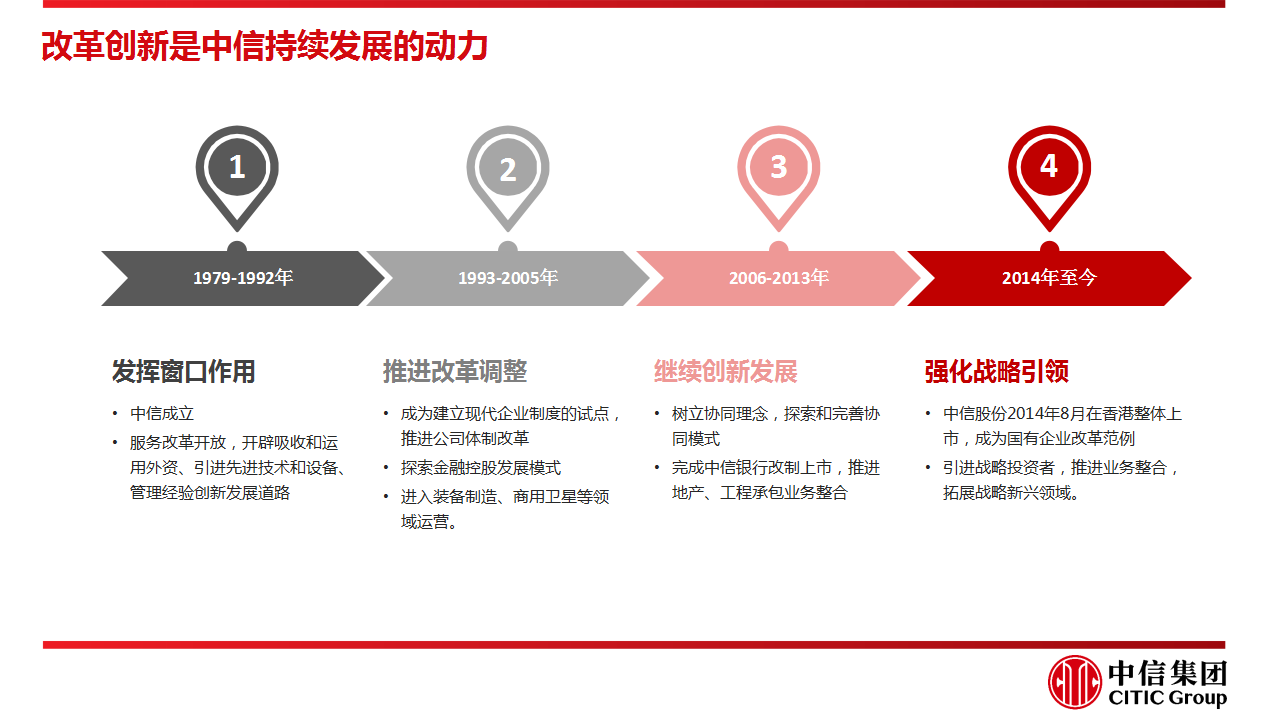 改革创新是中信持续发展的动力
1
2
3
4
1979-1992年
1993-2005年
2006-2013年
2014年至今
发挥窗口作用
• 中信成立
• 服务改革开放，开辟吸收和运
用外资、引进先进技术和设备、
管理经验创新发展道路
推进改革调整
• 成为建立现代企业制度的试点，
推进公司体制改革
• 探索金融控股发展模式
• 进入装备制造、商用卫星等领
域运营。
继续创新发展
• 树立协同理念，探索和完善协
同模式
• 完成中信银行改制上市，推进
地产、工程承包业务整合
强化战略引领
• 中信股份2014年8月在香港整体上
市，成为国有企业改革范例
• 引进战略投资者，推进业务整合，
拓展战略新兴领域。
中信集团
CITIC Group